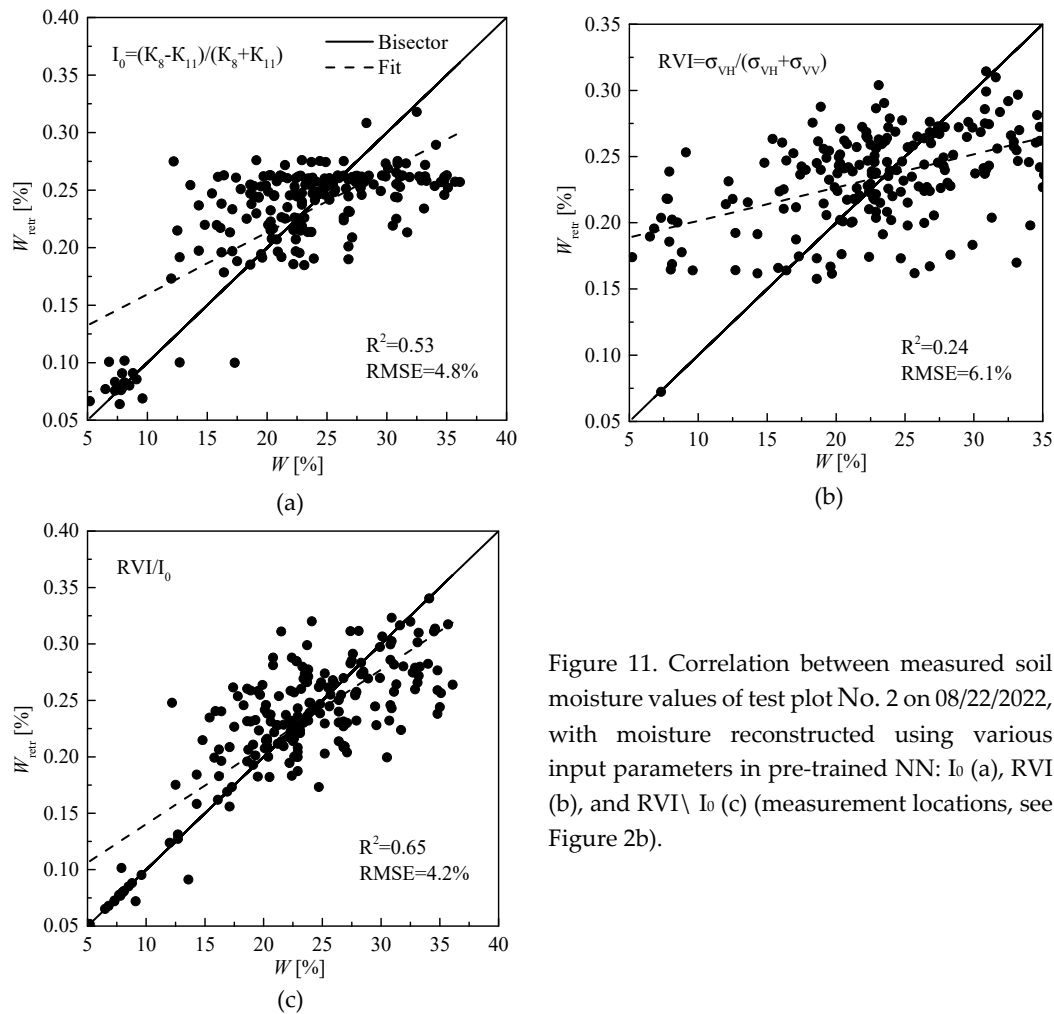 0.40
0.35
0.30
0.25
0.20
0.15
0.10
0.05
W_retr [%]
I₀=(K₈-K₁₁)/(K₈+K₁₁)
Bisector
Fit
R²=0.53
RMSE=4.8%
5 10 15 20 25 30 35 40
W [%]
(a)
0.35
0.30
0.25
0.20
0.15
0.10
0.05
W_retr [%]
RVI=σ_VH/(σ_VH+σ_VV)
R²=0.24
RMSE=6.1%
5 10 15 20 25 30 35
W [%]
(b)
0.40
0.35
0.30
0.25
0.20
0.15
0.10
0.05
W_retr [%]
RVI/I₀
R²=0.65
RMSE=4.2%
5 10 15 20 25 30 35 40
W [%]
(c)
Figure 11. Correlation between measured soil
moisture values of test plot No. 2 on 08/22/2022,
with moisture reconstructed using various
input parameters in pre-trained NN: I₀ (a), RVI
(b), and RVI\ I₀ (c) (measurement locations, see
Figure 2b).